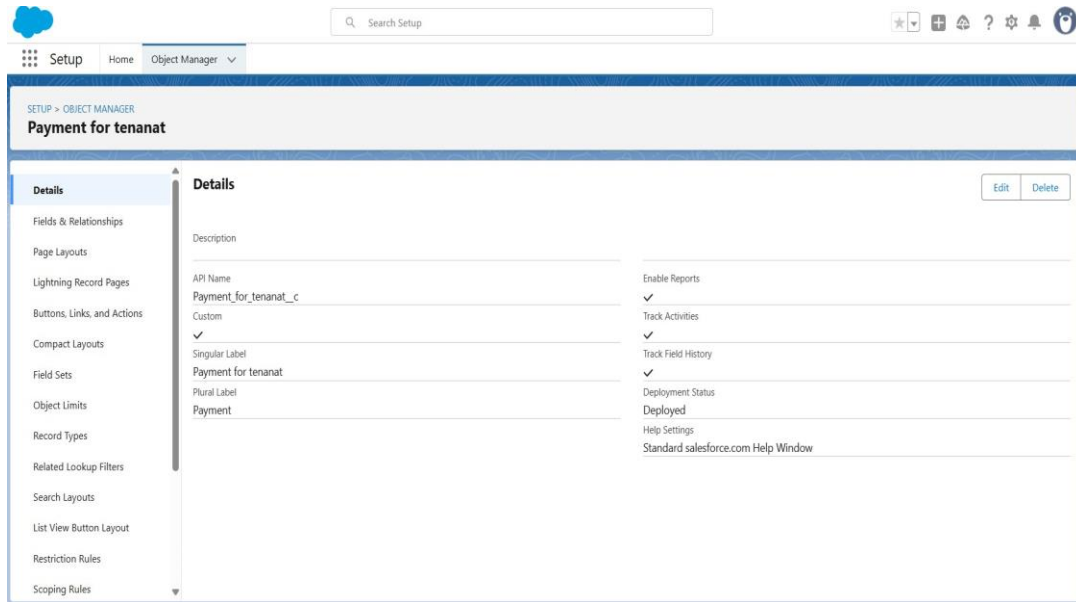 Search Setup
Setup
Home
Object Manager
SETUP > OBJECT MANAGER
Payment for tenanat
Details
Fields & Relationships
Page Layouts
Lightning Record Pages
Buttons, Links, and Actions
Compact Layouts
Field Sets
Object Limits
Record Types
Related Lookup Filters
Search Layouts
List View Button Layout
Restriction Rules
Scoping Rules
Details
Edit
Delete
Description
API Name
Payment_for_tenanat__c
Custom
Singular Label
Payment for tenanat
Plural Label
Payment
Enable Reports
Track Activities
Track Field History
Deployment Status
Deployed
Help Settings
Standard salesforce.com Help Window